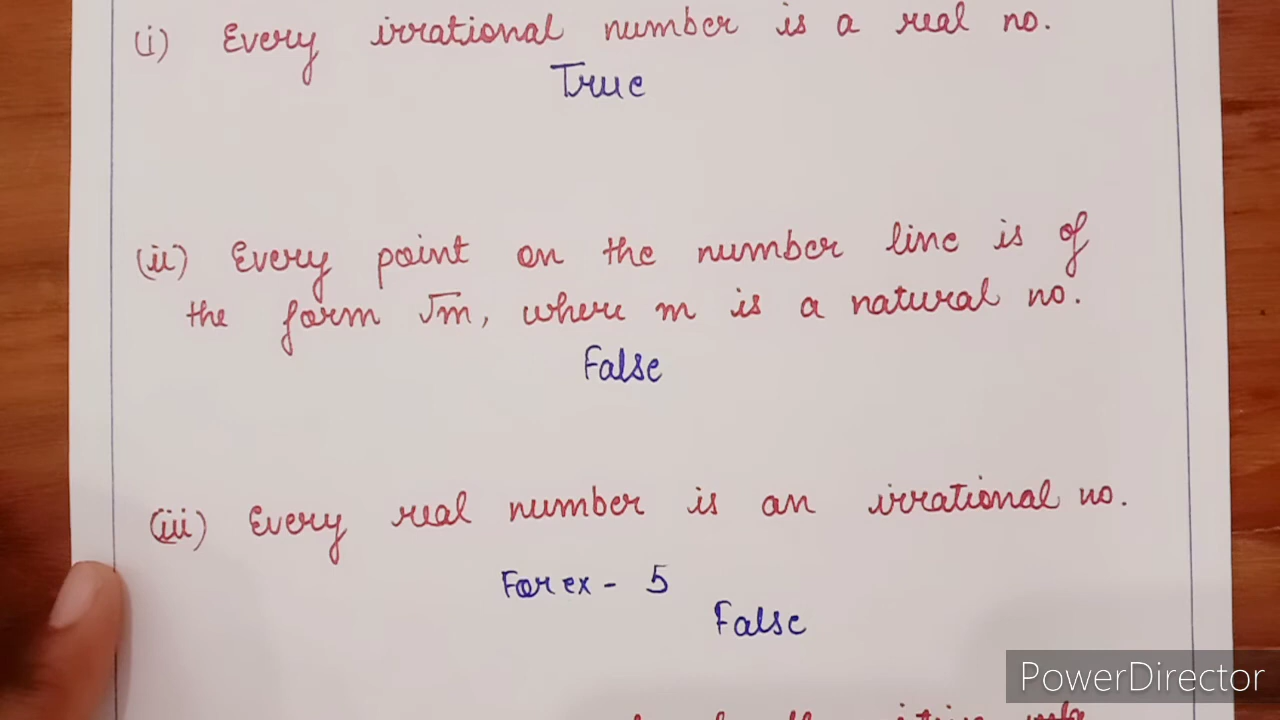 (i) Every irrational number is a real no.
True
(ii) Every point on the number line is of
the form √m, where m is a natural no.
False
(iii) Every real number is an irrational no.
For ex - 5
False
PowerDirector